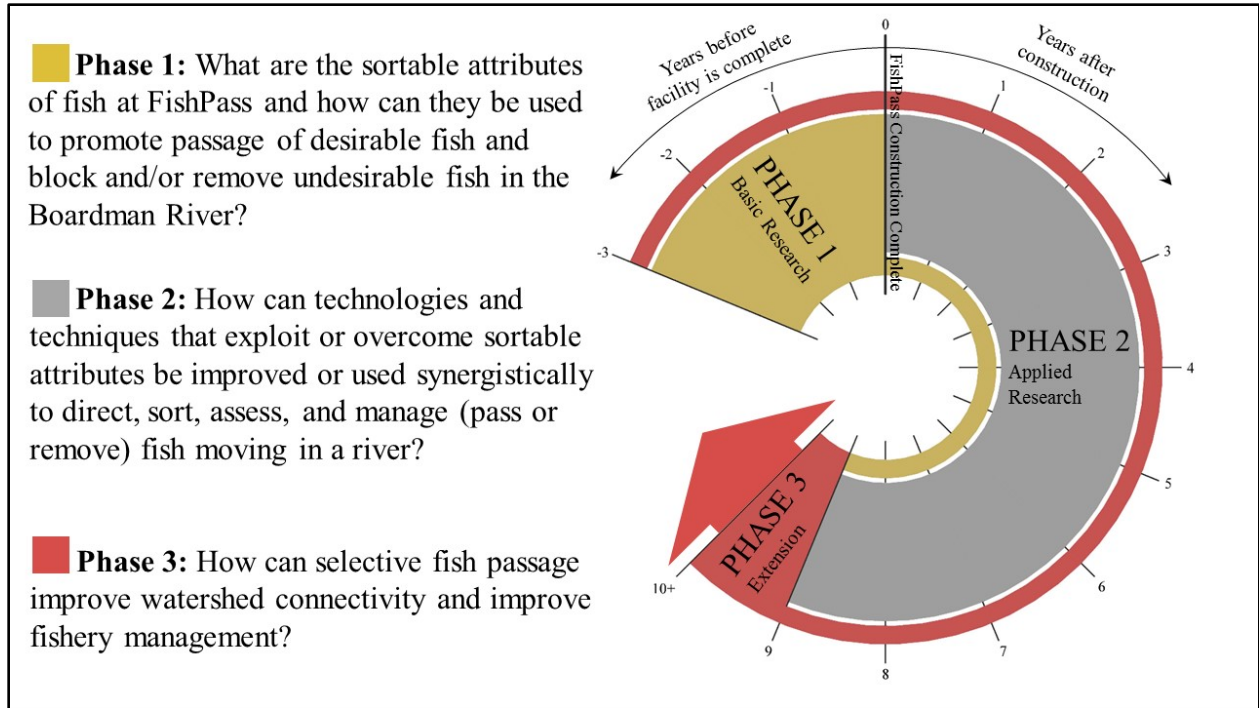 Phase 1: What are the sortable attributes
of fish at FishPass and how can they be used
to promote passage of desirable fish and
block and/or remove undesirable fish in the
Boardman River?
Phase 2: How can technologies and
techniques that exploit or overcome sortable
attributes be improved or used synergistically
to direct, sort, assess, and manage (pass or
remove) fish moving in a river?
Phase 3: How can selective fish passage
improve watershed connectivity and improve
fishery management?
Years before
facility is complete
Years after
construction
-3
-2
-1
0
1
2
3
4
5
6
7
8
9
10+
FishPass Construction Complete
PHASE 1
Basic Research
PHASE 2
Applied
Research
PHASE 3
Extension